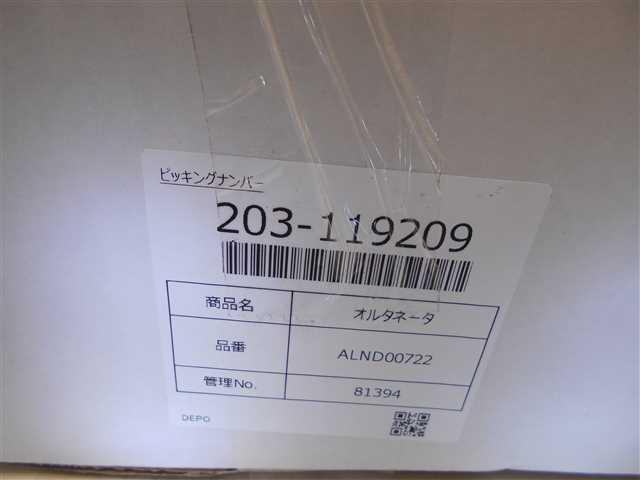 ピッキングナンバー
203-119209
商品名 オルタネータ
品番 ALND00722
管理No. 81394
DEPO